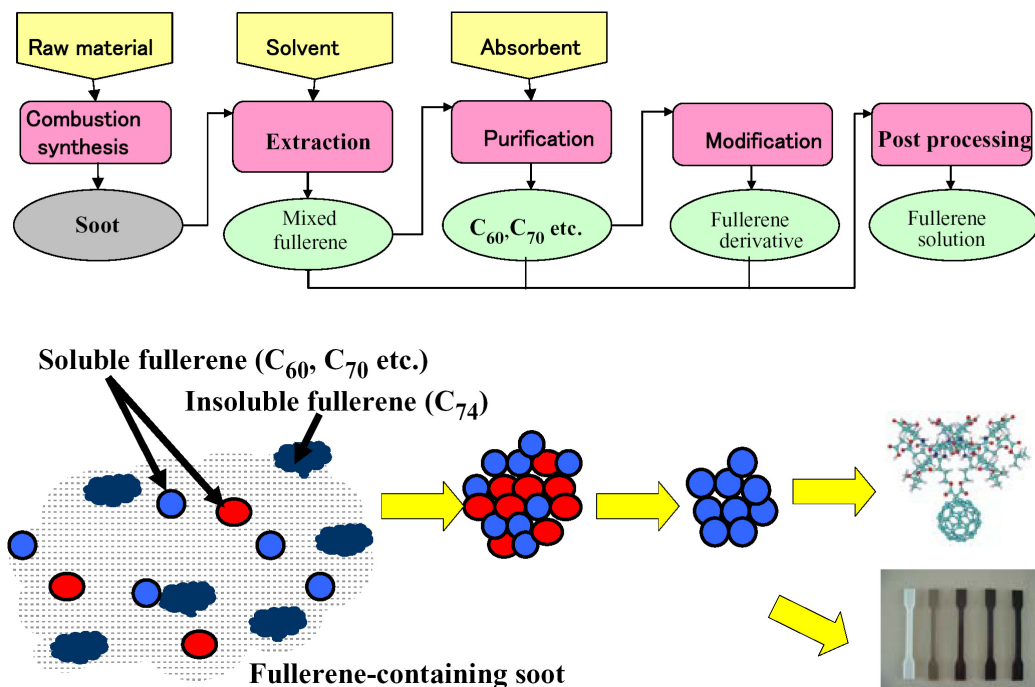 Raw material
Solvent
Absorbent
Combustion
synthesis
Extraction
Purification
Modification
Post processing
Soot
Mixed
fullerene
C60,C70 etc.
Fullerene
derivative
Fullerene
solution
Soluble fullerene (C60, C70 etc.)
Insoluble fullerene (C74)
Fullerene-containing soot